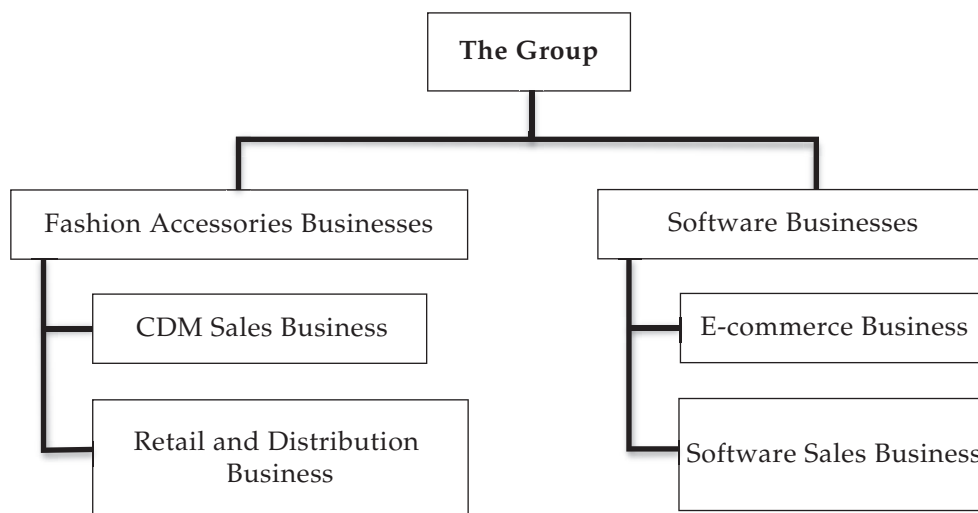 The Group
Fashion Accessories Businesses
Software Businesses
CDM Sales Business
E-commerce Business
Retail and Distribution
Business
Software Sales Business